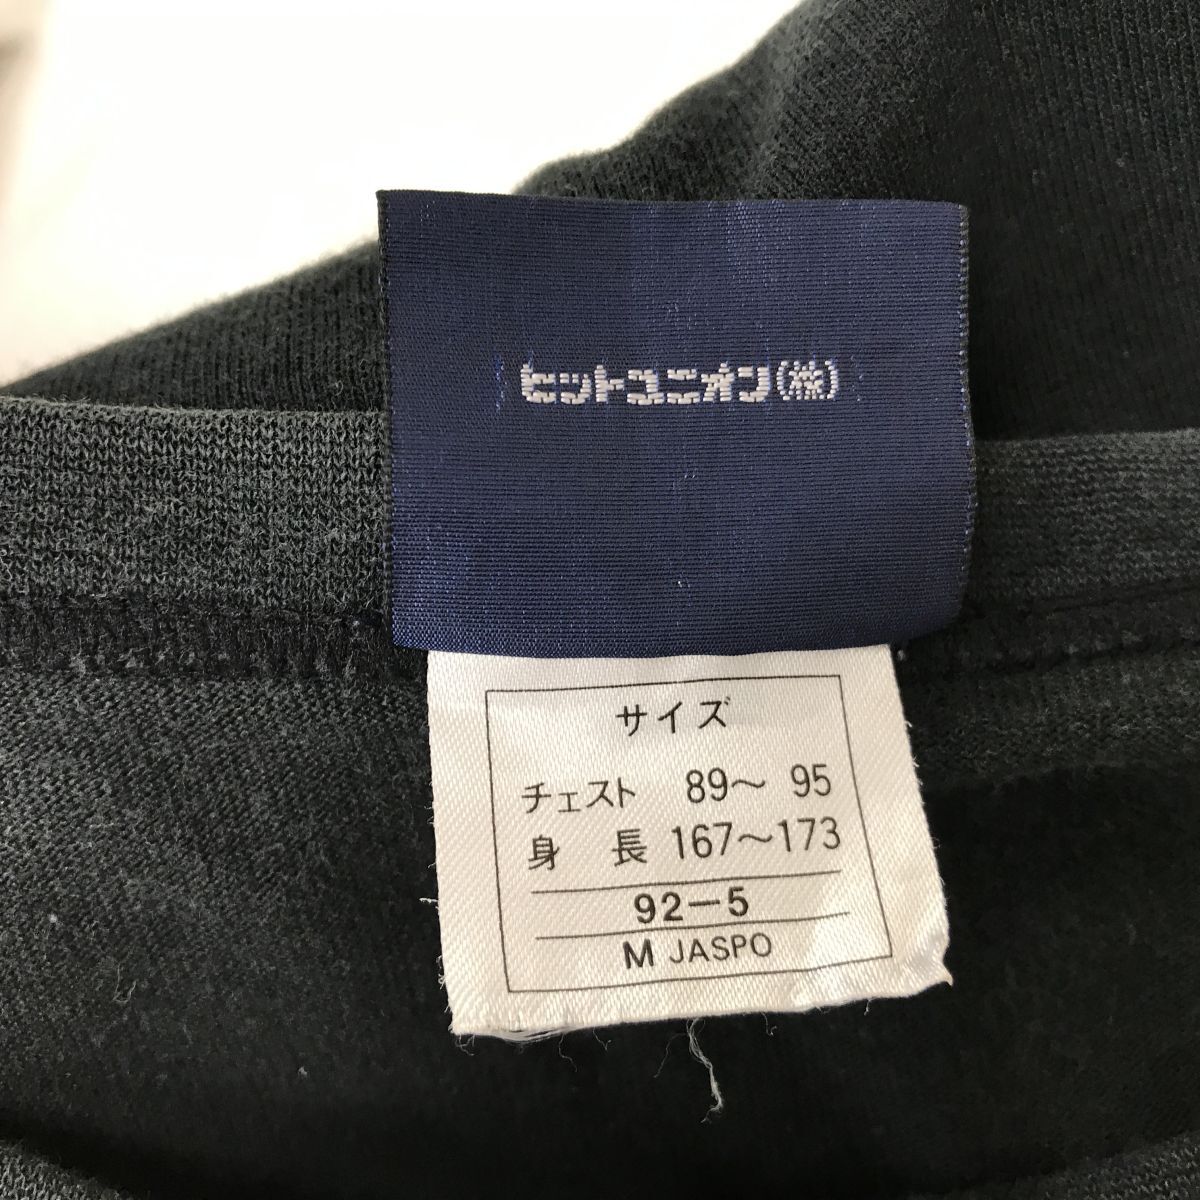 ヒットユニオン(株)
サイズ
チェスト 89～ 95
身 長 167～173
92-5
M JASPO